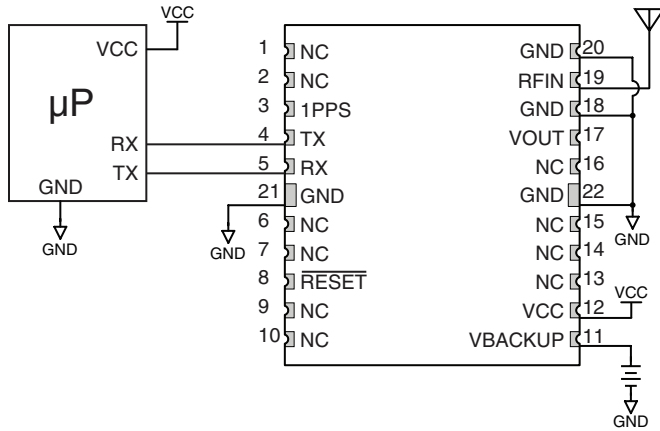 VCC
VCC
µP
RX
TX
GND
GND
1 NC
2 NC
3 1PPS
4 TX
5 RX
21 GND
GND
6 NC
7 NC
8 RESET
9 NC
10 NC
GND 20
RFIN 19
GND 18
VOUT 17
NC 16
GND 22
GND
NC 15
NC 14
NC 13
VCC
VCC 12
VBACKUP 11
GND